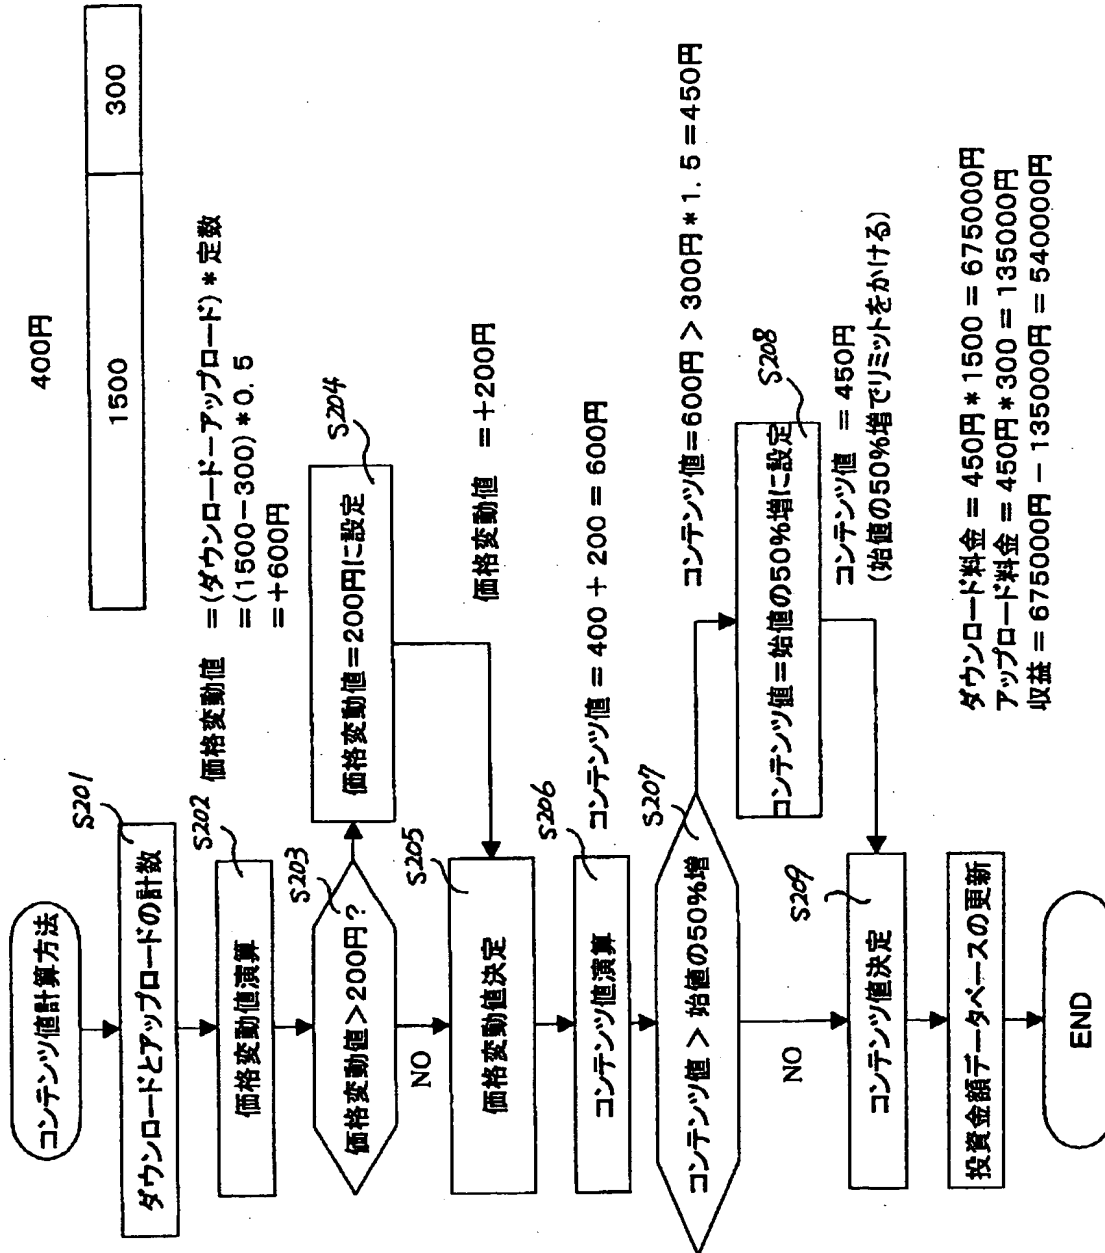 コンテンツ値計算方法
400円
1500
300
S201
ダウンロードとアップロードの計数
S202
価格変動値演算
価格変動値 =(ダウンロードーアップロード)*定数
=(1500-300)*0.5
=+600円
S203
価格変動値>200円?
NO
S204
価格変動値=200円に設定
S205
価格変動値決定
価格変動値 =+200円
S206
コンテンツ値演算
コンテンツ値 = 400 + 200 = 600円
S207
コンテンツ値 > 始値の50%増
NO
コンテンツ値=600円 > 300円*1.5=450円
S208
コンテンツ値=始値の50%増に設定
S209
コンテンツ値決定
コンテンツ値 = 450円
(始値の50%増でリミットをかける)
投資金額データベースの更新
END
ダウンロード料金 = 450円*1500 = 675000円
アップロード料金 = 450円*300 = 135000円
収益 = 675000円 - 135000円 = 540000円